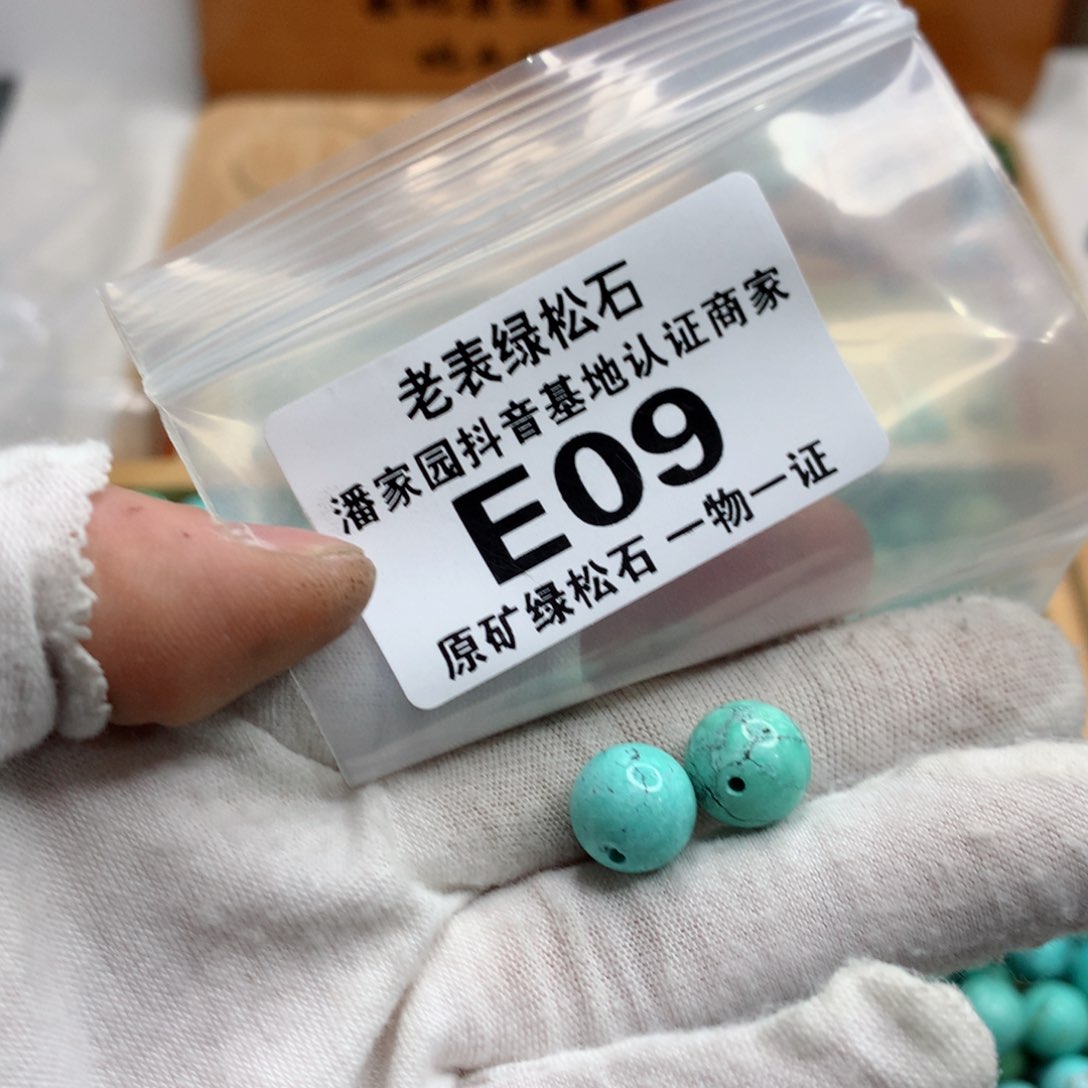 老表绿松石
潘家园抖音基地认证商家
E09
原矿绿松石 一物一证